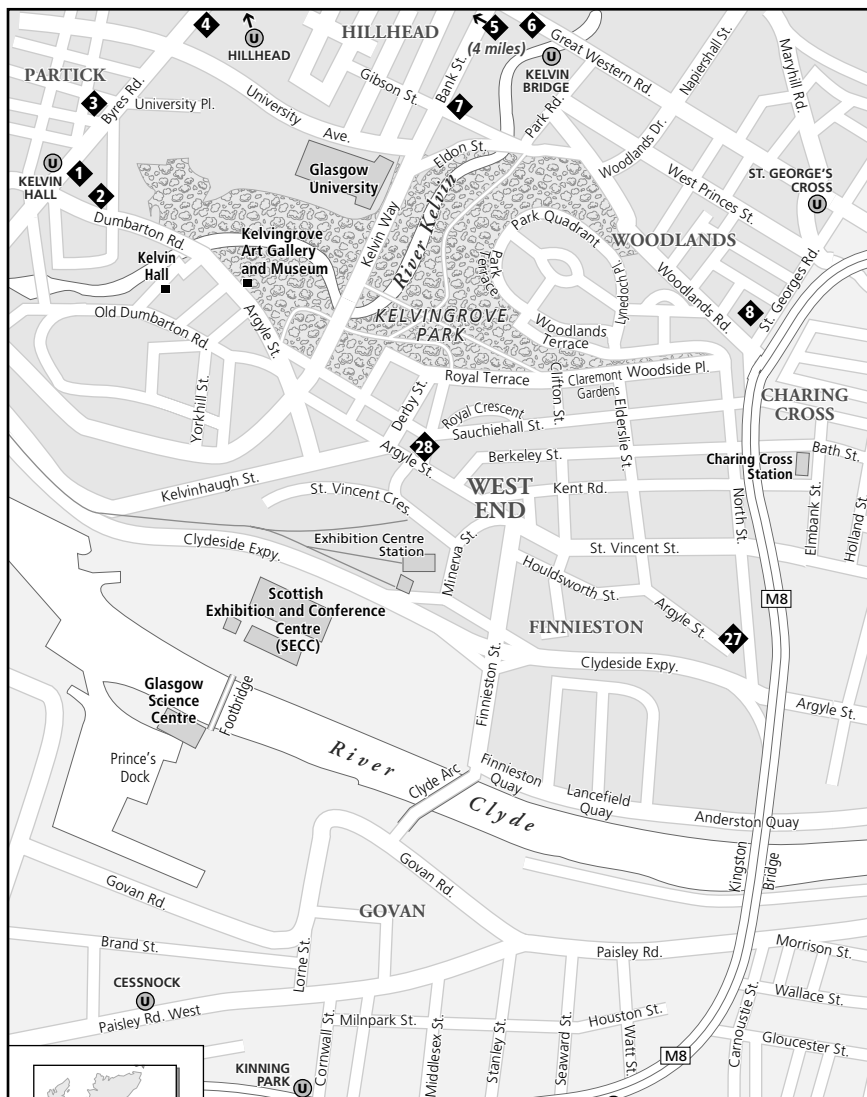 4
U
HILLHEAD
HILLHEAD
5
(4 miles)
6
U
KELVIN
BRIDGE
Great Western Rd.
Napiershall St.
Maryhill Rd.
PARTICK
3
Byres Rd.
University Pl.
University
Ave.
Gibson St.
Bank St.
7
Park Rd.
Eldon St.
Woodlands Dr.
West Princes St.
ST. GEORGE'S
CROSS
U
U
KELVIN
HALL
1
2
Dumbarton Rd.
Glasgow
University
Kelvin Way
River Kelvin
Park Quadrant
Park
Terrace
Lynedoch Pl.
WOODLANDS
Woodlands Rd.
St. Georges Rd.
8
Kelvin
Hall
Kelvingrove
Art Gallery
and Museum
KELVINGROVE
PARK
Woodlands
Terrace
Old Dumbarton Rd.
Argyle St.
Yorkhill St.
Derby St.
Royal Terrace
Clifton St.
Claremont
Gardens
Woodside Pl.
Elderslie St.
CHARING
CROSS
Royal Crescent
Sauchiehall St.
28
Argyle St.
Berkeley St.
Charing Cross
Station
Bath St.
Kelvinhaugh St.
St. Vincent Cres.
WEST
END
Kent Rd.
North St.
Elmbank St.
Holland St.
Clydeside Expy.
Exhibition Centre
Station
Minerva St.
St. Vincent St.
Houldsworth St.
M8
Scottish
Exhibition and Conference
Centre
(SECC)
FINNIESTON
Argyle St.
27
Finnieston St.
Clydeside Expy.
Argyle St.
Glasgow
Science
Centre
Footbridge
Prince's
Dock
River
Clyde
Clyde Arc
Finnieston
Quay
Lancefield
Quay
Anderston Quay
Kingston
Bridge
Govan Rd.
Govan Rd.
GOVAN
Brand St.
Lorne St.
Paisley Rd.
Morrison St.
CESSNOCK
U
Paisley Rd. West
Wallace St.
Milnpark St.
Houston St.
Cornwall St.
Middlesex St.
Stanley St.
Seaward St.
Watt St.
Carnoustie St.
Gloucester St.
M8
KINNING
PARK
U